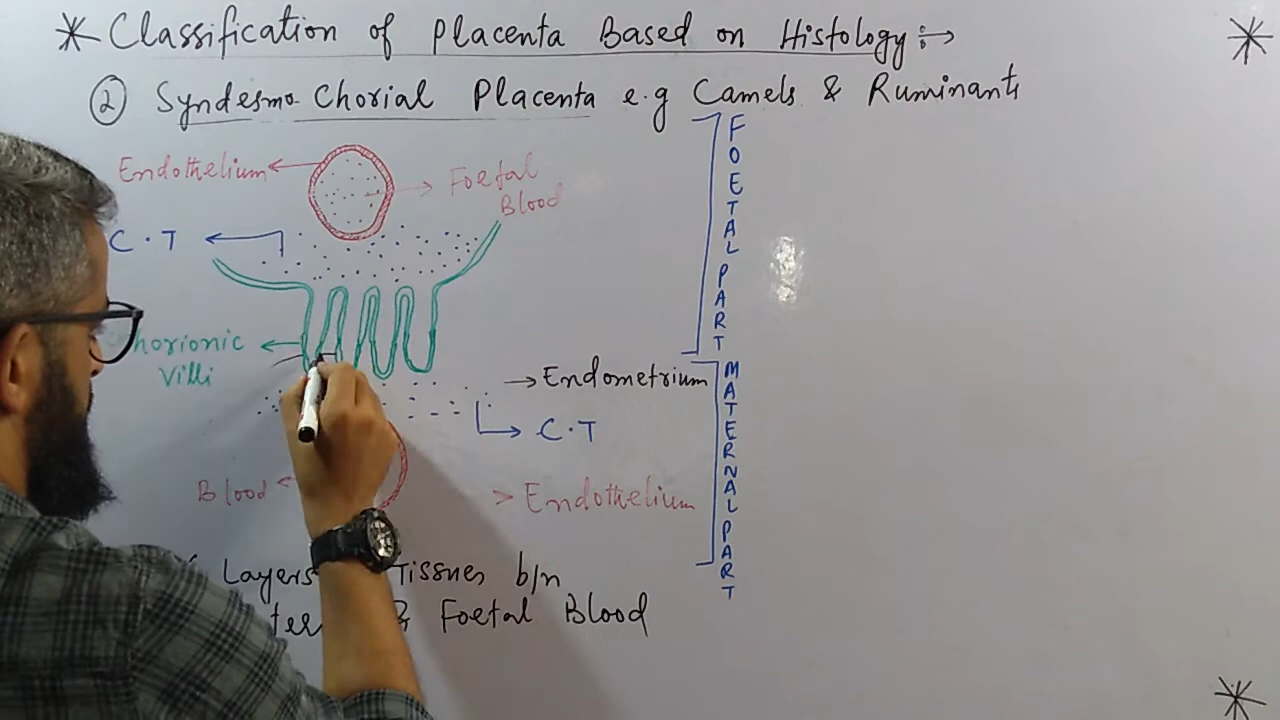 * Classification of Placenta Based on Histology :→
② Syndesmo-Chorial Placenta e.g Camels & Ruminants
Endothelium
Foetal
Blood
C.T
horionic
Villi
Endometrium
C.T
Blood
Endothelium
Layers Tissues b/n
& Foetal Blood
FOETAL PART
MATERNAL PART